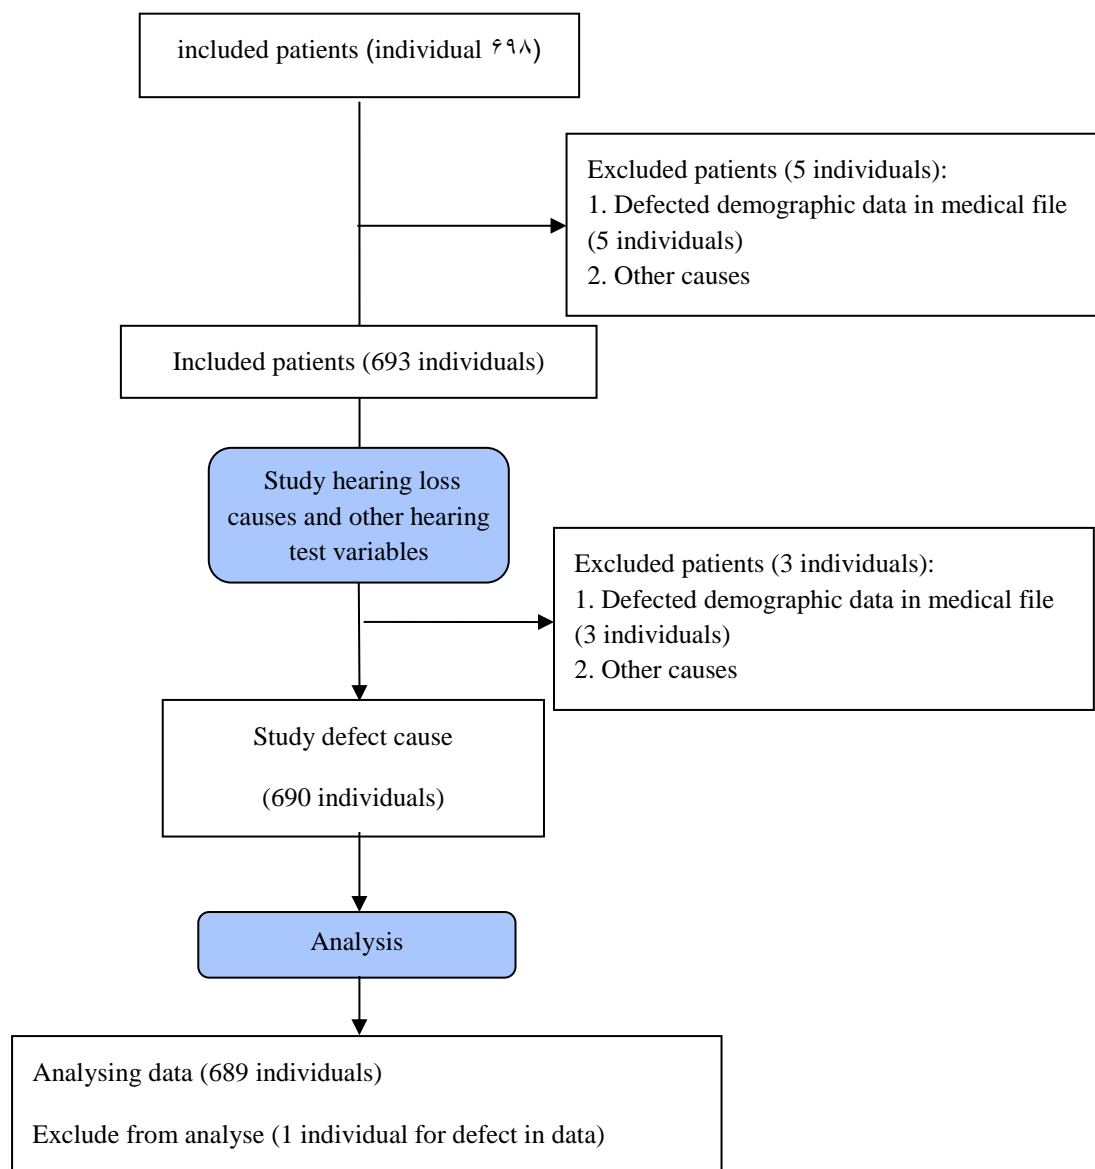 included patients (individual ۶۹۸)
Excluded patients (5 individuals):
1. Defected demographic data in medical file
(5 individuals)
2. Other causes
Included patients (693 individuals)
Study hearing loss
causes and other hearing
test variables
Excluded patients (3 individuals):
1. Defected demographic data in medical file
(3 individuals)
2. Other causes
Study defect cause
(690 individuals)
Analysis
Analysing data (689 individuals)
Exclude from analyse (1 individual for defect in data)